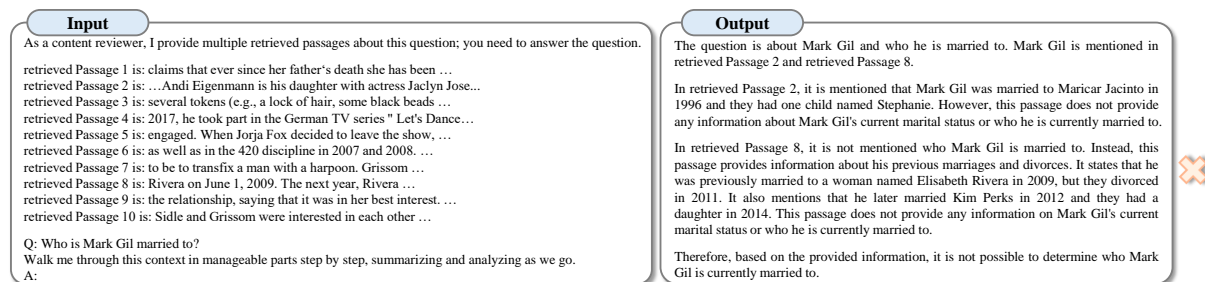 Input
As a content reviewer, I provide multiple retrieved passages about this question; you need to answer the question.
retrieved Passage 1 is: claims that ever since her father‘s death she has been …
retrieved Passage 2 is: …Andi Eigenmann is his daughter with actress Jaclyn Jose...
retrieved Passage 3 is: several tokens (e.g., a lock of hair, some black beads …
retrieved Passage 4 is: 2017, he took part in the German TV series " Let's Dance…
retrieved Passage 5 is: engaged. When Jorja Fox decided to leave the show, …
retrieved Passage 6 is: as well as in the 420 discipline in 2007 and 2008. …
retrieved Passage 7 is: to be to transfix a man with a harpoon. Grissom …
retrieved Passage 8 is: Rivera on June 1, 2009. The next year, Rivera …
retrieved Passage 9 is: the relationship, saying that it was in her best interest. …
retrieved Passage 10 is: Sidle and Grissom were interested in each other …
Q: Who is Mark Gil married to?
Walk me through this context in manageable parts step by step, summarizing and analyzing as we go.
A:
Output
The question is about Mark Gil and who he is married to. Mark Gil is mentioned in
retrieved Passage 2 and retrieved Passage 8.
In retrieved Passage 2, it is mentioned that Mark Gil was married to Maricar Jacinto in
1996 and they had one child named Stephanie. However, this passage does not provide
any information about Mark Gil's current marital status or who he is currently married to.
In retrieved Passage 8, it is not mentioned who Mark Gil is married to. Instead, this
passage provides information about his previous marriages and divorces. It states that he
was previously married to a woman named Elisabeth Rivera in 2009, but they divorced
in 2011. It also mentions that he later married Kim Perks in 2012 and they had a
daughter in 2014. This passage does not provide any information on Mark Gil's current
marital status or who he is currently married to.
Therefore, based on the provided information, it is not possible to determine who Mark
Gil is currently married to.